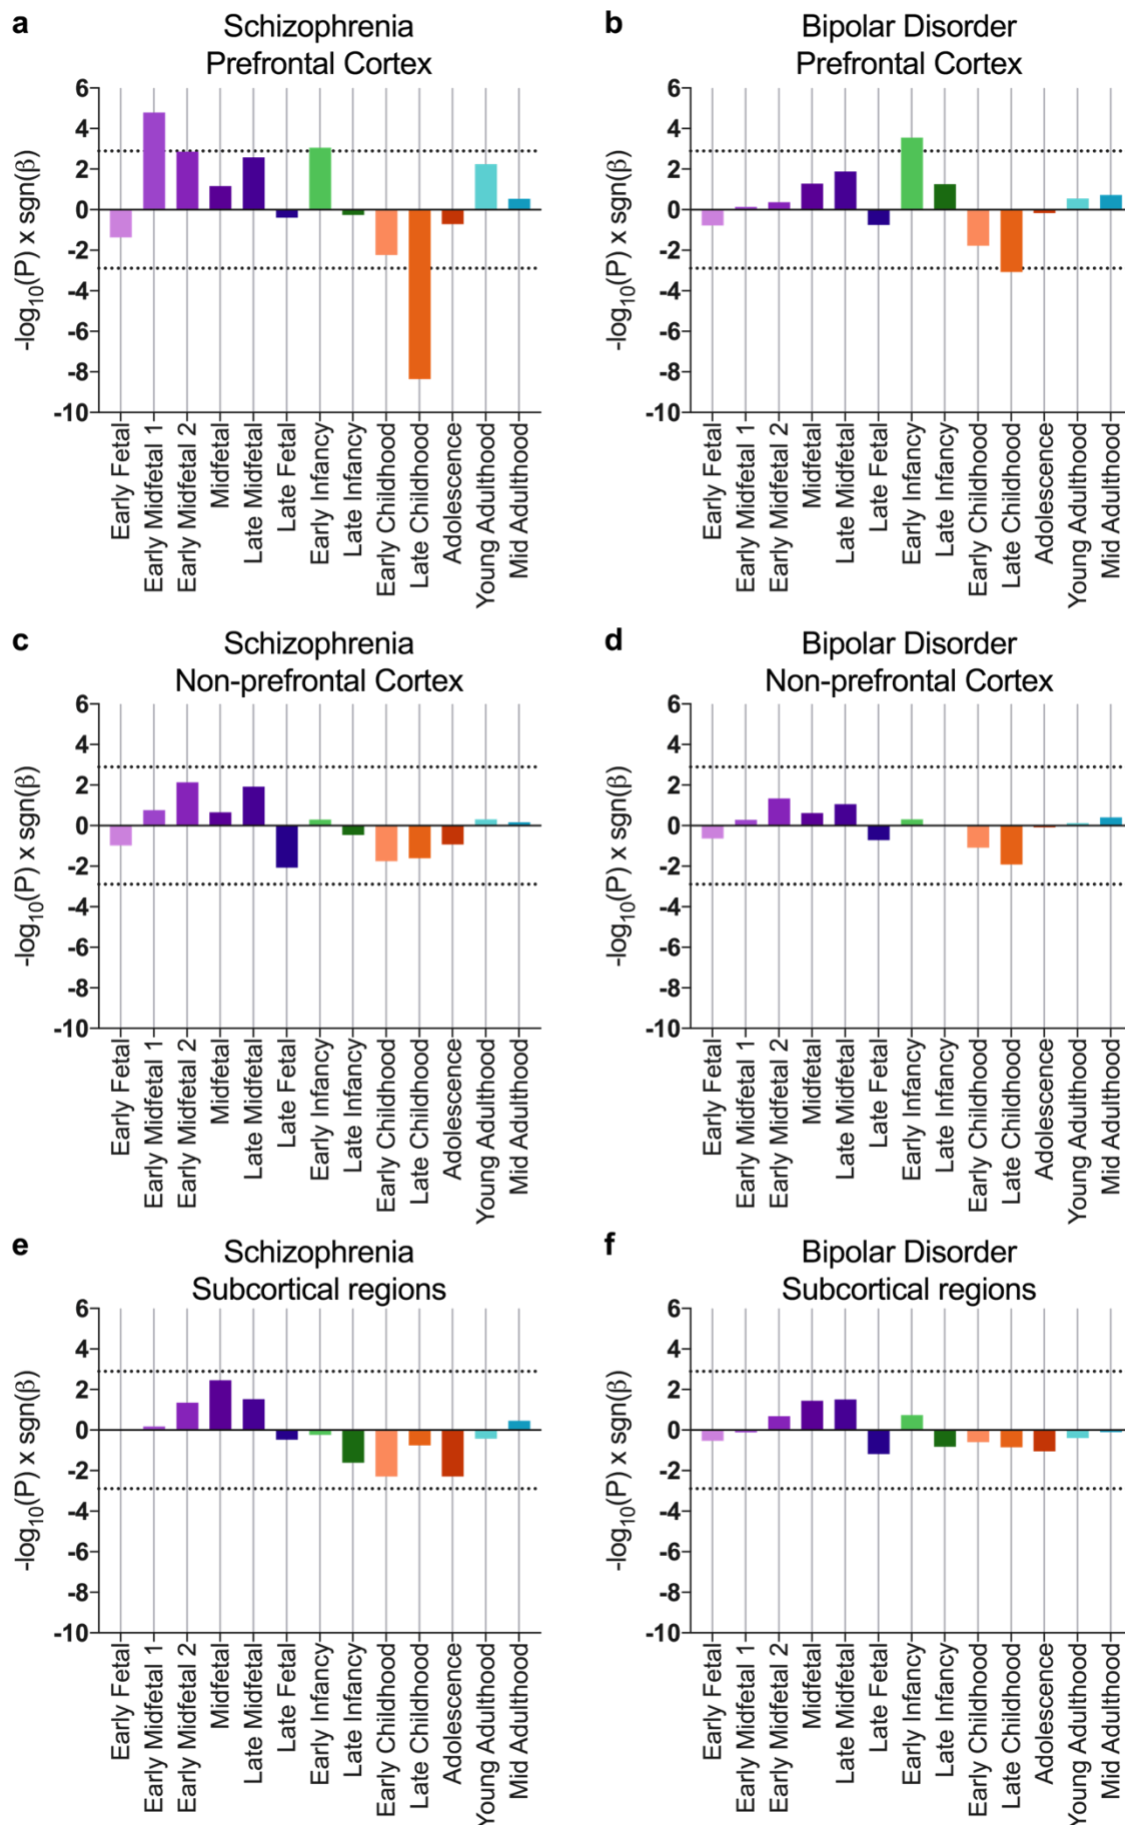 a
Schizophrenia
Prefrontal Cortex
-log10(P) x sgn(β)
6
4
2
0
-2
-4
-6
-8
-10
Early Fetal
Early Midfetal 1
Early Midfetal 2
Midfetal
Late Midfetal
Late Fetal
Early Infancy
Late Infancy
Early Childhood
Late Childhood
Adolescence
Young Adulthood
Mid Adulthood
b
Bipolar Disorder
Prefrontal Cortex
-log10(P) x sgn(β)
6
4
2
0
-2
-4
-6
-8
-10
Early Fetal
Early Midfetal 1
Early Midfetal 2
Midfetal
Late Midfetal
Late Fetal
Early Infancy
Late Infancy
Early Childhood
Late Childhood
Adolescence
Young Adulthood
Mid Adulthood
c
Schizophrenia
Non-prefrontal Cortex
-log10(P) x sgn(β)
6
4
2
0
-2
-4
-6
-8
-10
Early Fetal
Early Midfetal 1
Early Midfetal 2
Midfetal
Late Midfetal
Late Fetal
Early Infancy
Late Infancy
Early Childhood
Late Childhood
Adolescence
Young Adulthood
Mid Adulthood
d
Bipolar Disorder
Non-prefrontal Cortex
-log10(P) x sgn(β)
6
4
2
0
-2
-4
-6
-8
-10
Early Fetal
Early Midfetal 1
Early Midfetal 2
Midfetal
Late Midfetal
Late Fetal
Early Infancy
Late Infancy
Early Childhood
Late Childhood
Adolescence
Young Adulthood
Mid Adulthood
e
Schizophrenia
Subcortical regions
-log10(P) x sgn(β)
6
4
2
0
-2
-4
-6
-8
-10
Early Fetal
Early Midfetal 1
Early Midfetal 2
Midfetal
Late Midfetal
Late Fetal
Early Infancy
Late Infancy
Early Childhood
Late Childhood
Adolescence
Young Adulthood
Mid Adulthood
f
Bipolar Disorder
Subcortical regions
-log10(P) x sgn(β)
6
4
2
0
-2
-4
-6
-8
-10
Early Fetal
Early Midfetal 1
Early Midfetal 2
Midfetal
Late Midfetal
Late Fetal
Early Infancy
Late Infancy
Early Childhood
Late Childhood
Adolescence
Young Adulthood
Mid Adulthood